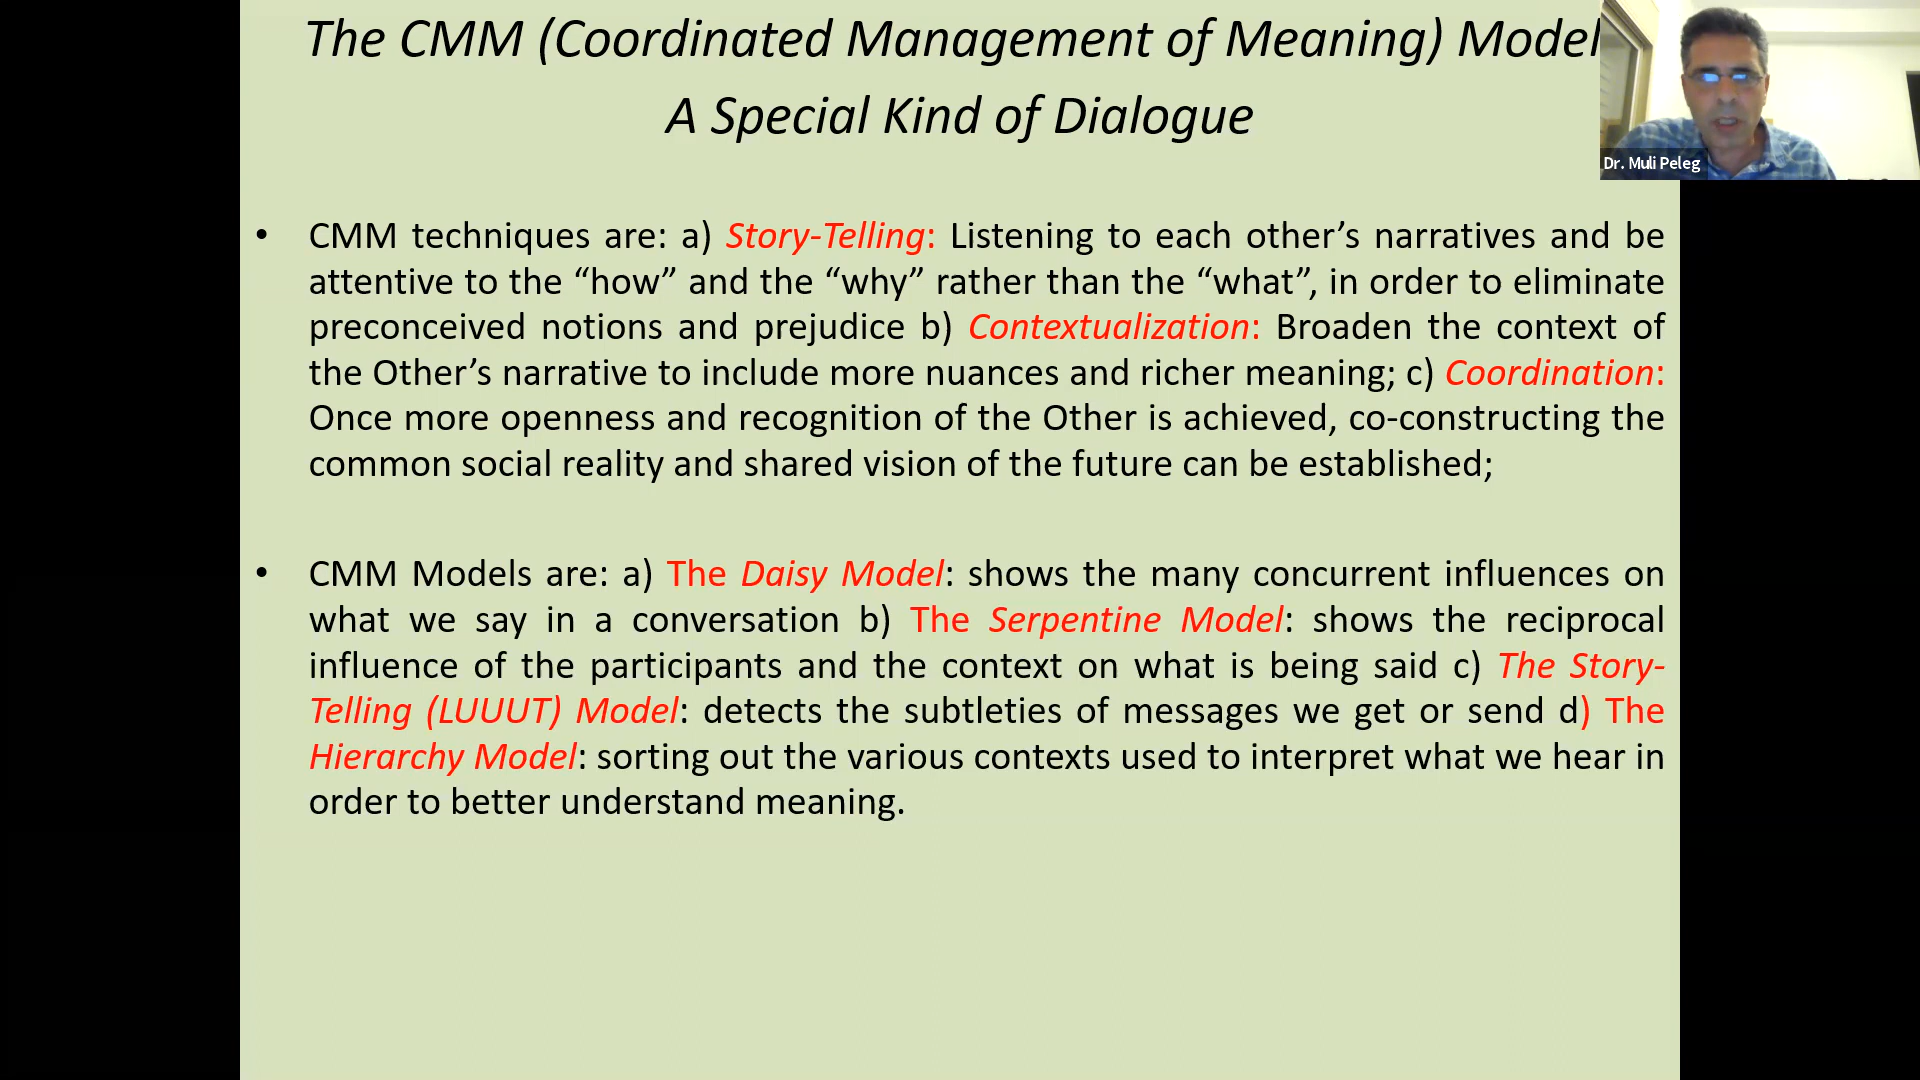 The CMM (Coordinated Management of Meaning) Model
A Special Kind of Dialogue
Dr. Muli Peleg
• CMM techniques are: a) Story-Telling: Listening to each other’s narratives and be
attentive to the “how” and the “why” rather than the “what”, in order to eliminate
preconceived notions and prejudice b) Contextualization: Broaden the context of
the Other’s narrative to include more nuances and richer meaning; c) Coordination:
Once more openness and recognition of the Other is achieved, co-constructing the
common social reality and shared vision of the future can be established;
• CMM Models are: a) The Daisy Model: shows the many concurrent influences on
what we say in a conversation b) The Serpentine Model: shows the reciprocal
influence of the participants and the context on what is being said c) The Story-
Telling (LUUUT) Model: detects the subtleties of messages we get or send d) The
Hierarchy Model: sorting out the various contexts used to interpret what we hear in
order to better understand meaning.